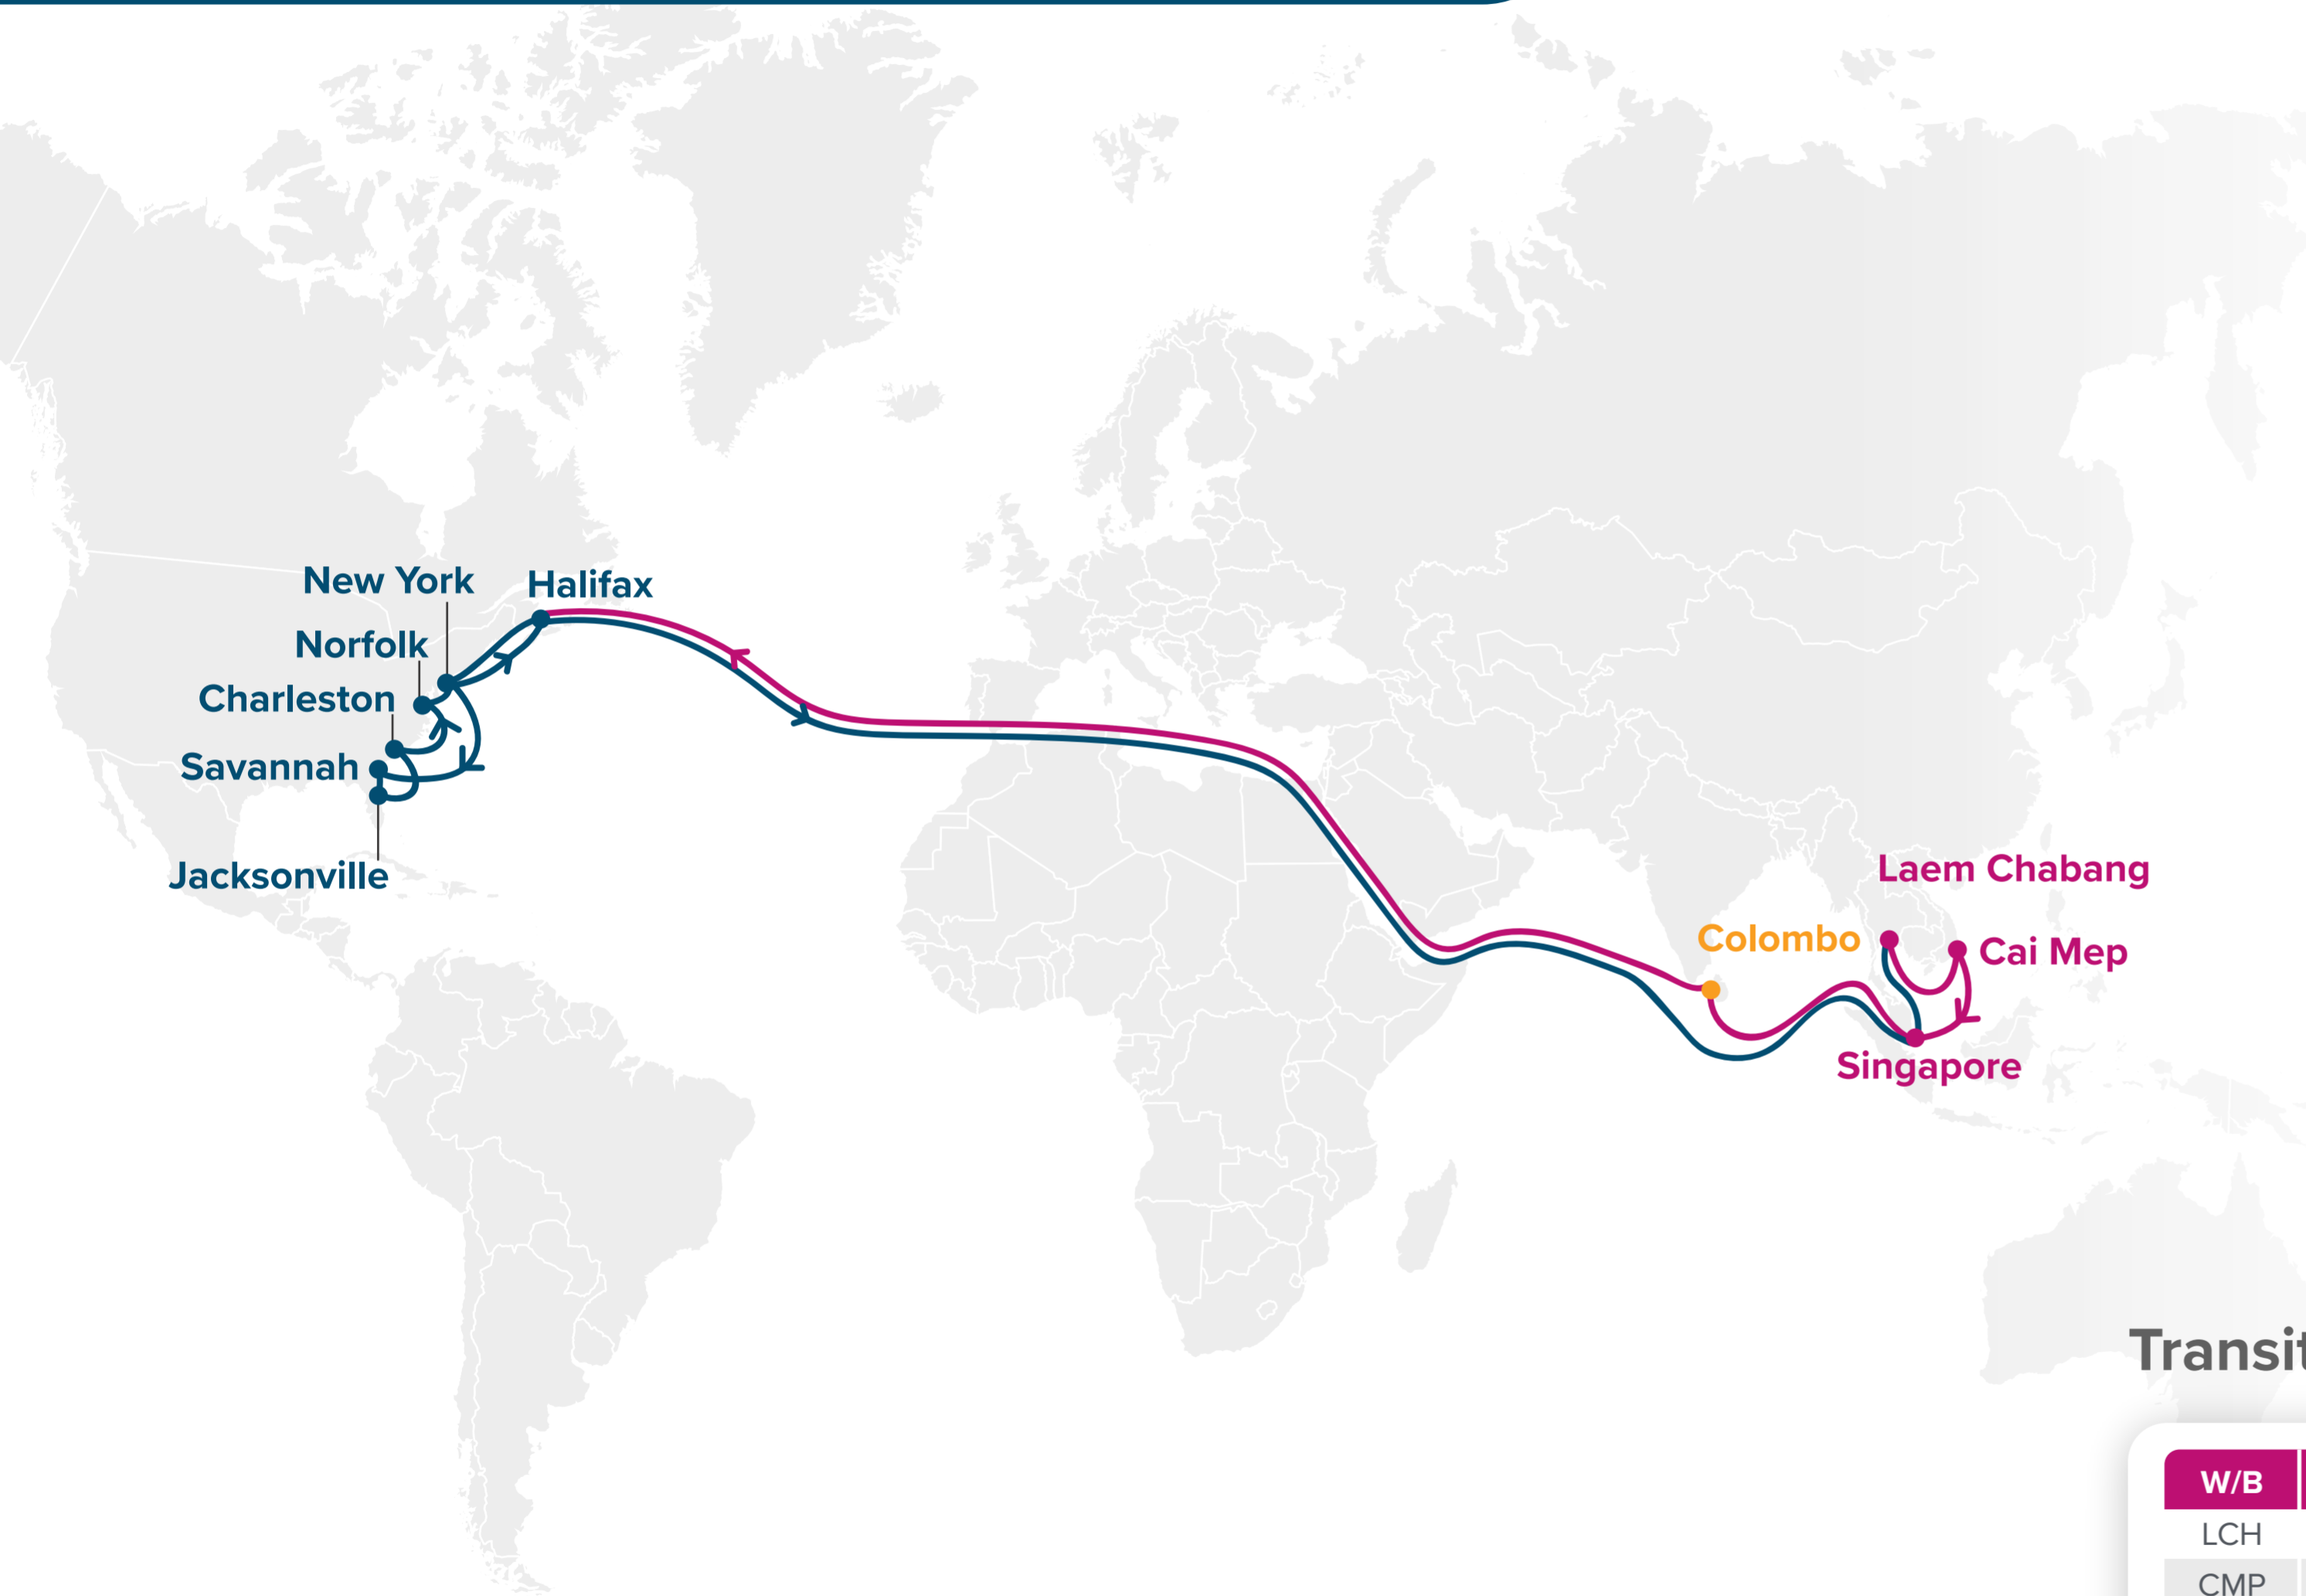 New York
Halifax
Norfolk
Charleston
Savannah
Jacksonville
Laem Chabang
Colombo
Cai Mep
Singapore
Transit
W/B
LCH
CMP